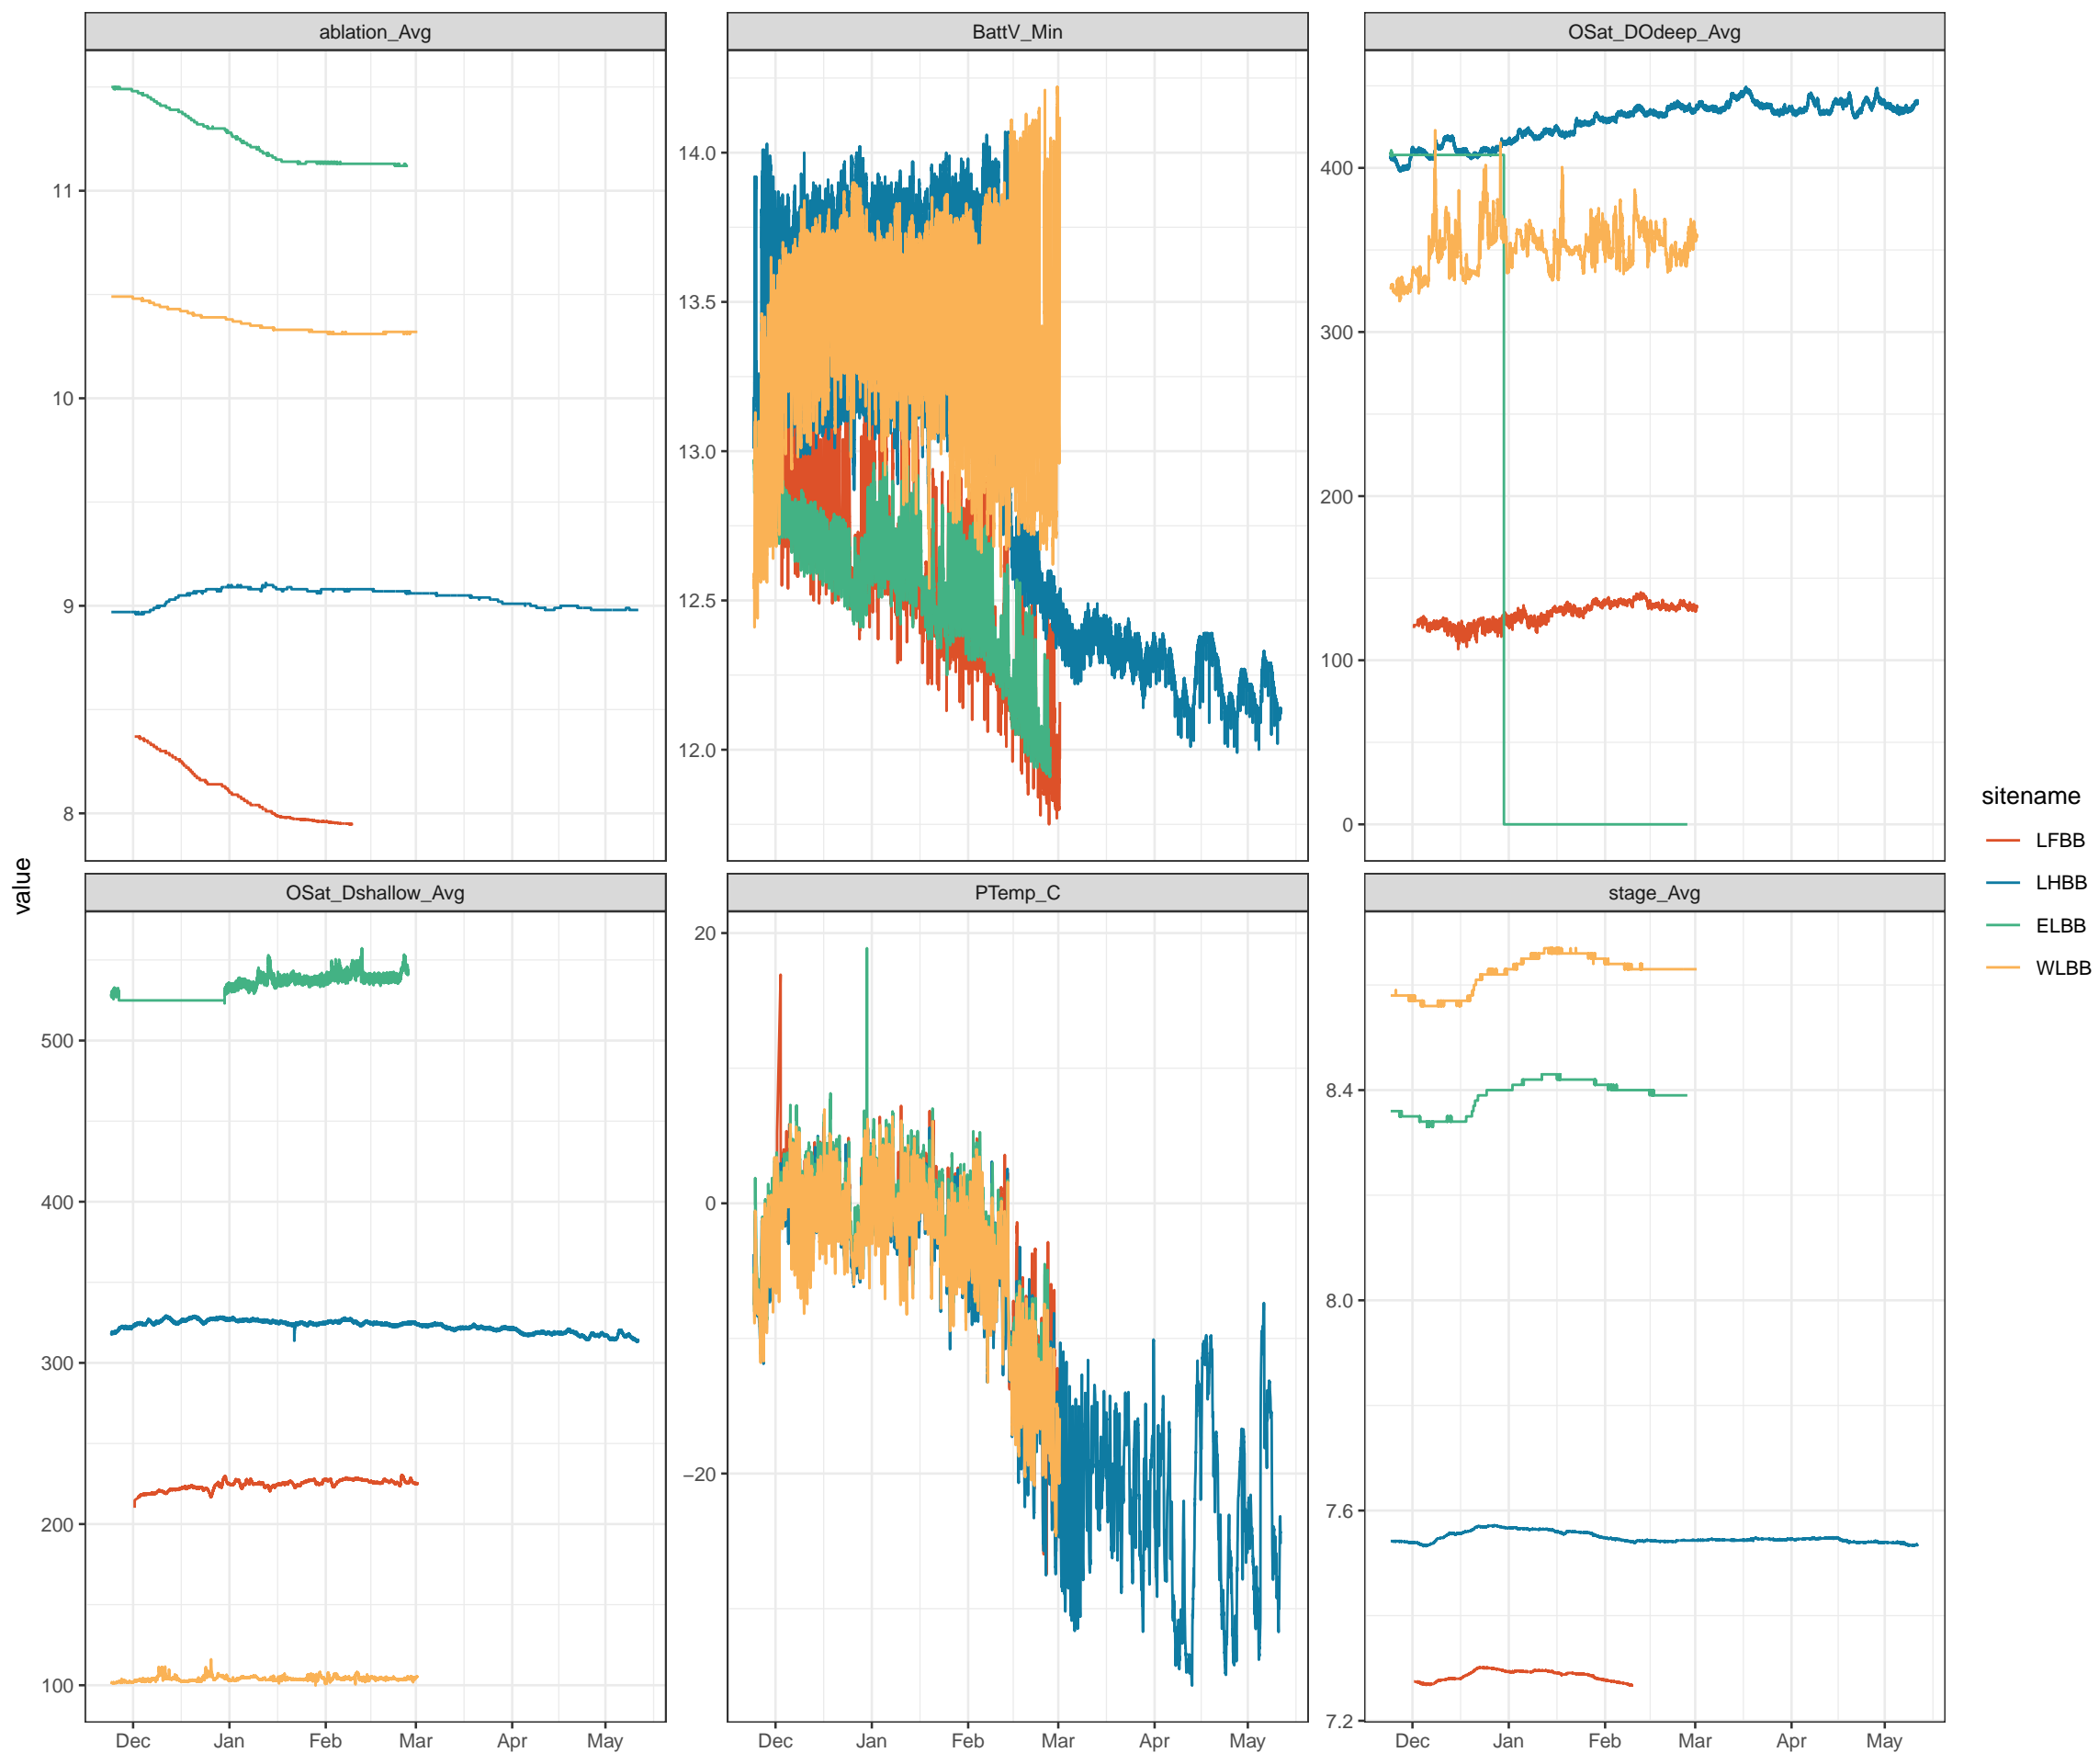 ablation_Avg
BattV_Min
OSat_DOdeep_Avg
11
10
9
8
14.0
13.5
13.0
12.5
12.0
400
300
200
100
0
value
OSat_Dshallow_Avg
PTemp_C
stage_Avg
500
400
300
200
100
20
0
−20
8.4
8.0
7.6
7.2
Dec Jan Feb Mar Apr May
Dec Jan Feb Mar Apr May
Dec Jan Feb Mar Apr May
sitename
LFBB
LHBB
ELBB
WLBB